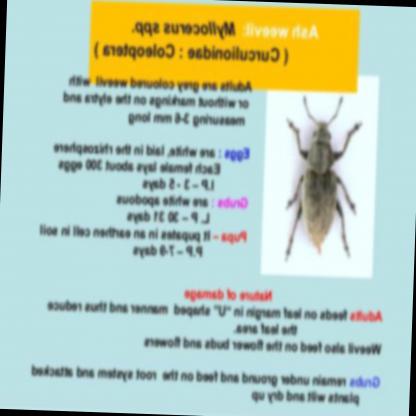 Ash weevil: Myllocerus spp.
( Curculionidae : Coleoptera )
Adults are grey coloured weevil with
or without markings on the elytra and
measuring 3-6 mm long
Eggs : are white, laid in the rhizosphere
Each female lays about 300 eggs
I.P – 3 - 5 days
Grubs : are white apodous
L. P – 30 31 days
Pupa – It pupates in an earthen cell in soil
P.P – 7-9 days
Nature of damage
Adults feeds on leaf margin in "U" shaped manner and thus reduce
the leaf area.
Weevil also feed on the flower buds and flowers
Grubs remain under ground and feed on the root system and attacked
plants wilt and dry up